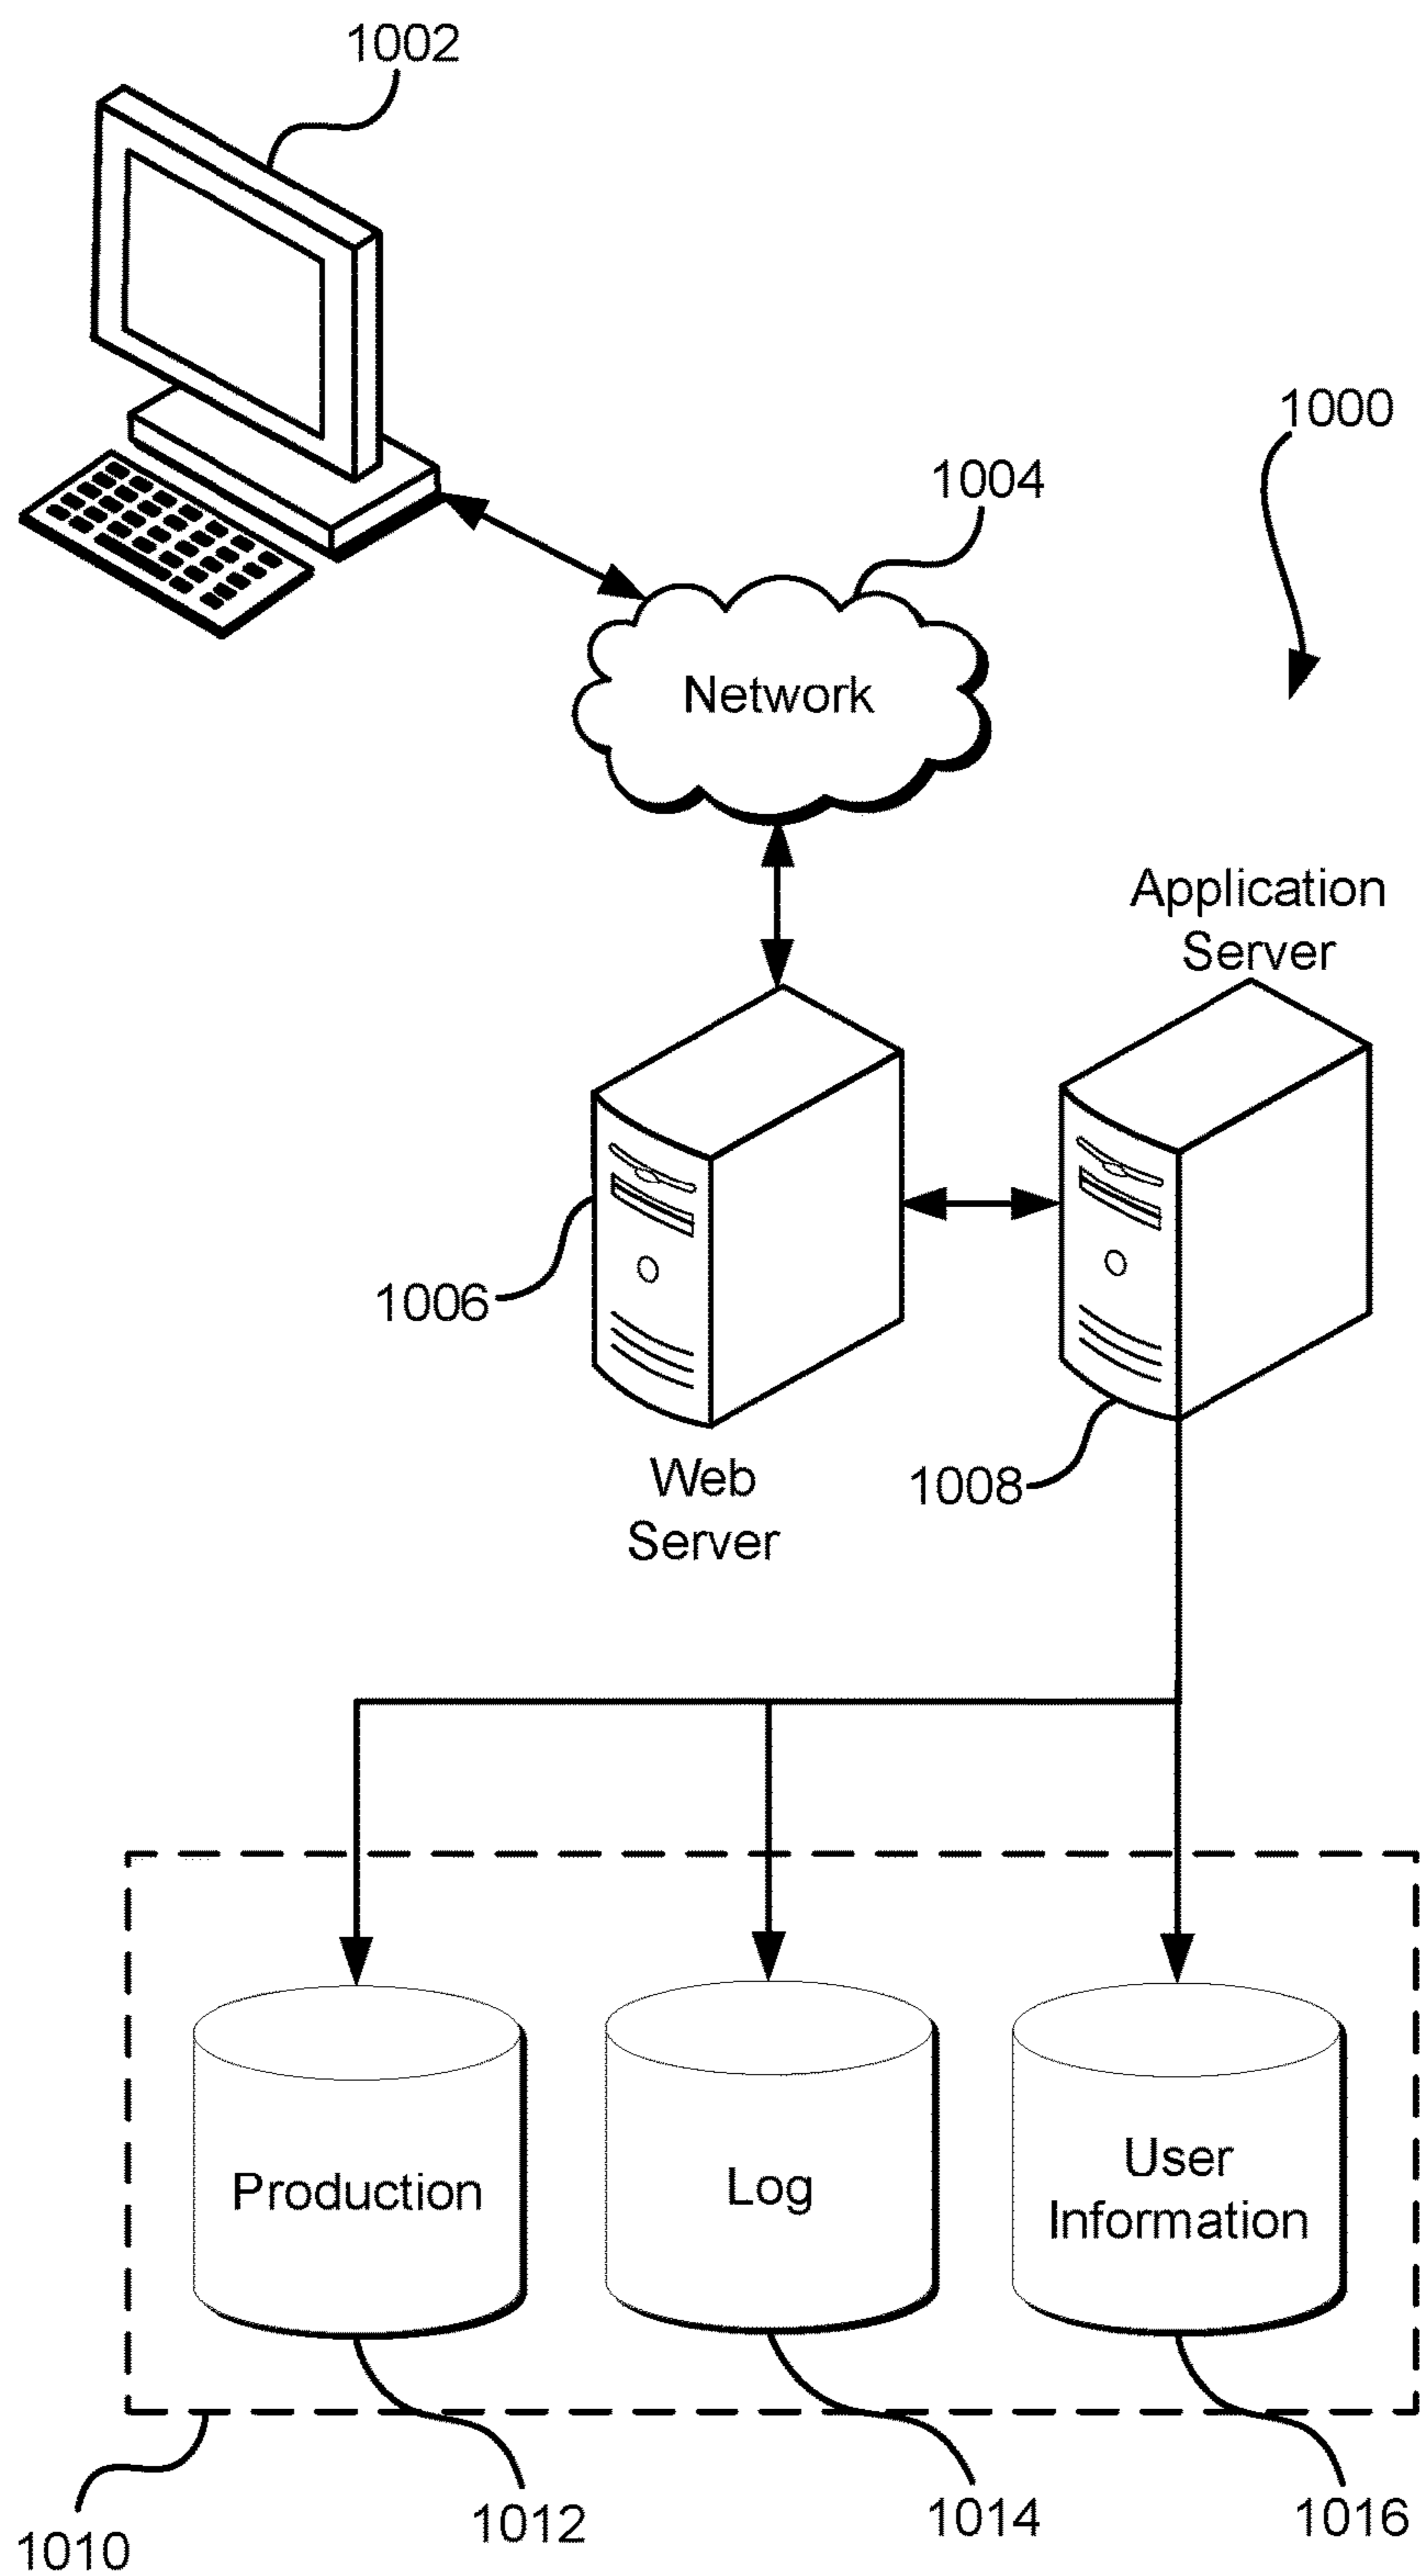 1002
1000
1004
Network
Application
Server
1006
Web
Server
1008
Production
Log
User
Information
1010
1012
1014
1016